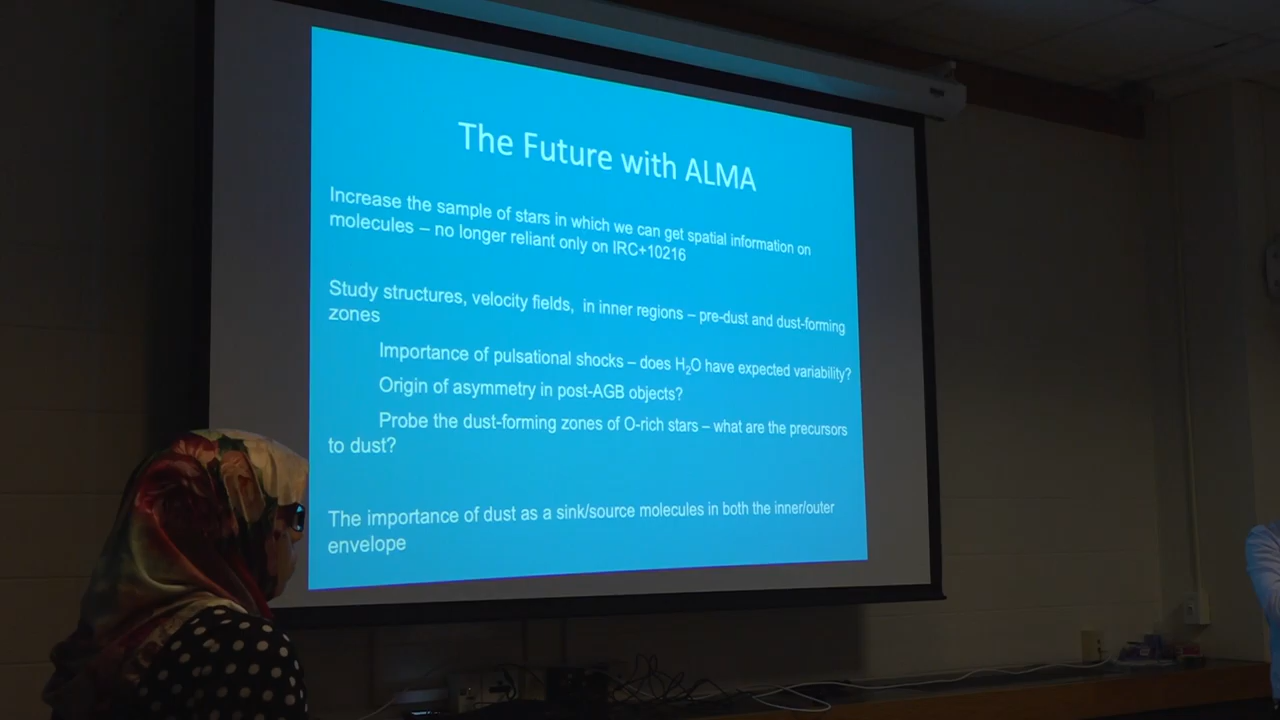 The Future with ALMA
Increase the sample of stars in which we can get spatial information on
molecules – no longer reliant only on IRC+10216
Study structures, velocity fields,  in inner regions – pre-dust and dust-forming
zones
Importance of pulsational shocks – does H₂O have expected variability?
Origin of asymmetry in post-AGB objects?
Probe the dust-forming zones of O-rich stars – what are the precursors
to dust?
The importance of dust as a sink/source molecules in both the inner/outer
envelope